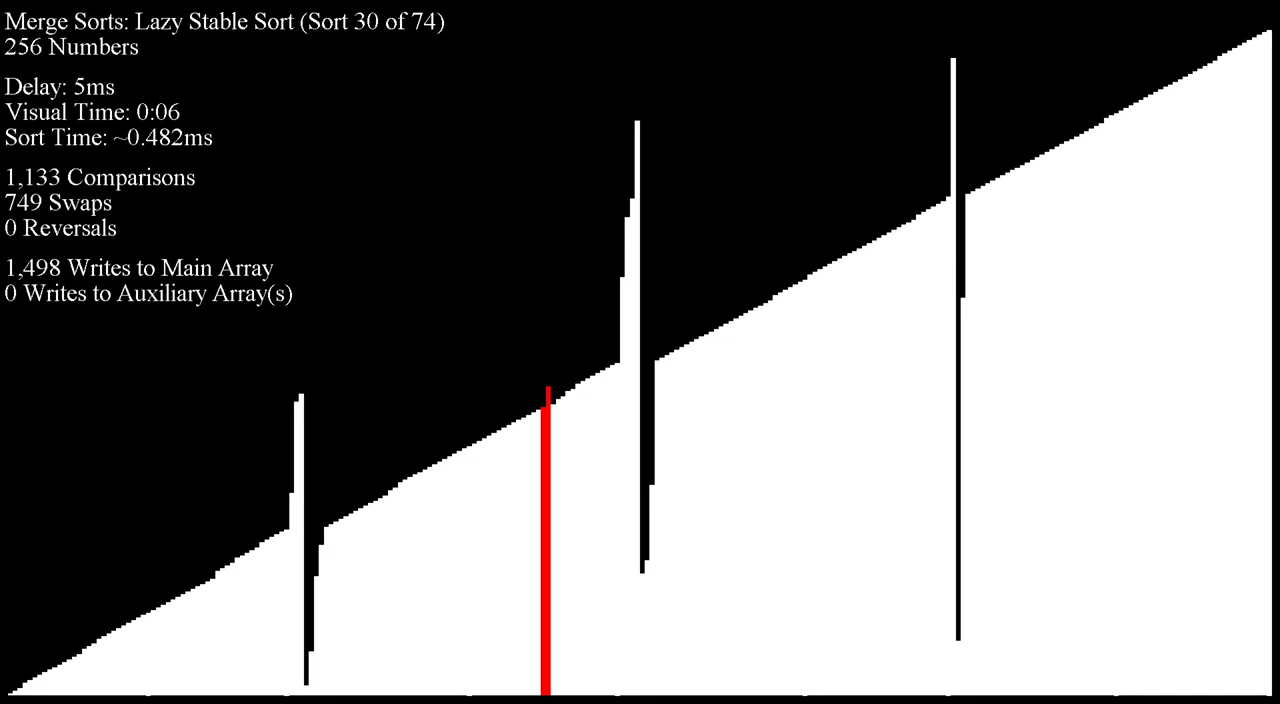 Merge Sorts: Lazy Stable Sort (Sort 30 of 74)
256 Numbers
Delay: 5ms
Visual Time: 0:06
Sort Time: ~0.482ms
1,133 Comparisons
749 Swaps
0 Reversals
1,498 Writes to Main Array
0 Writes to Auxiliary Array(s)